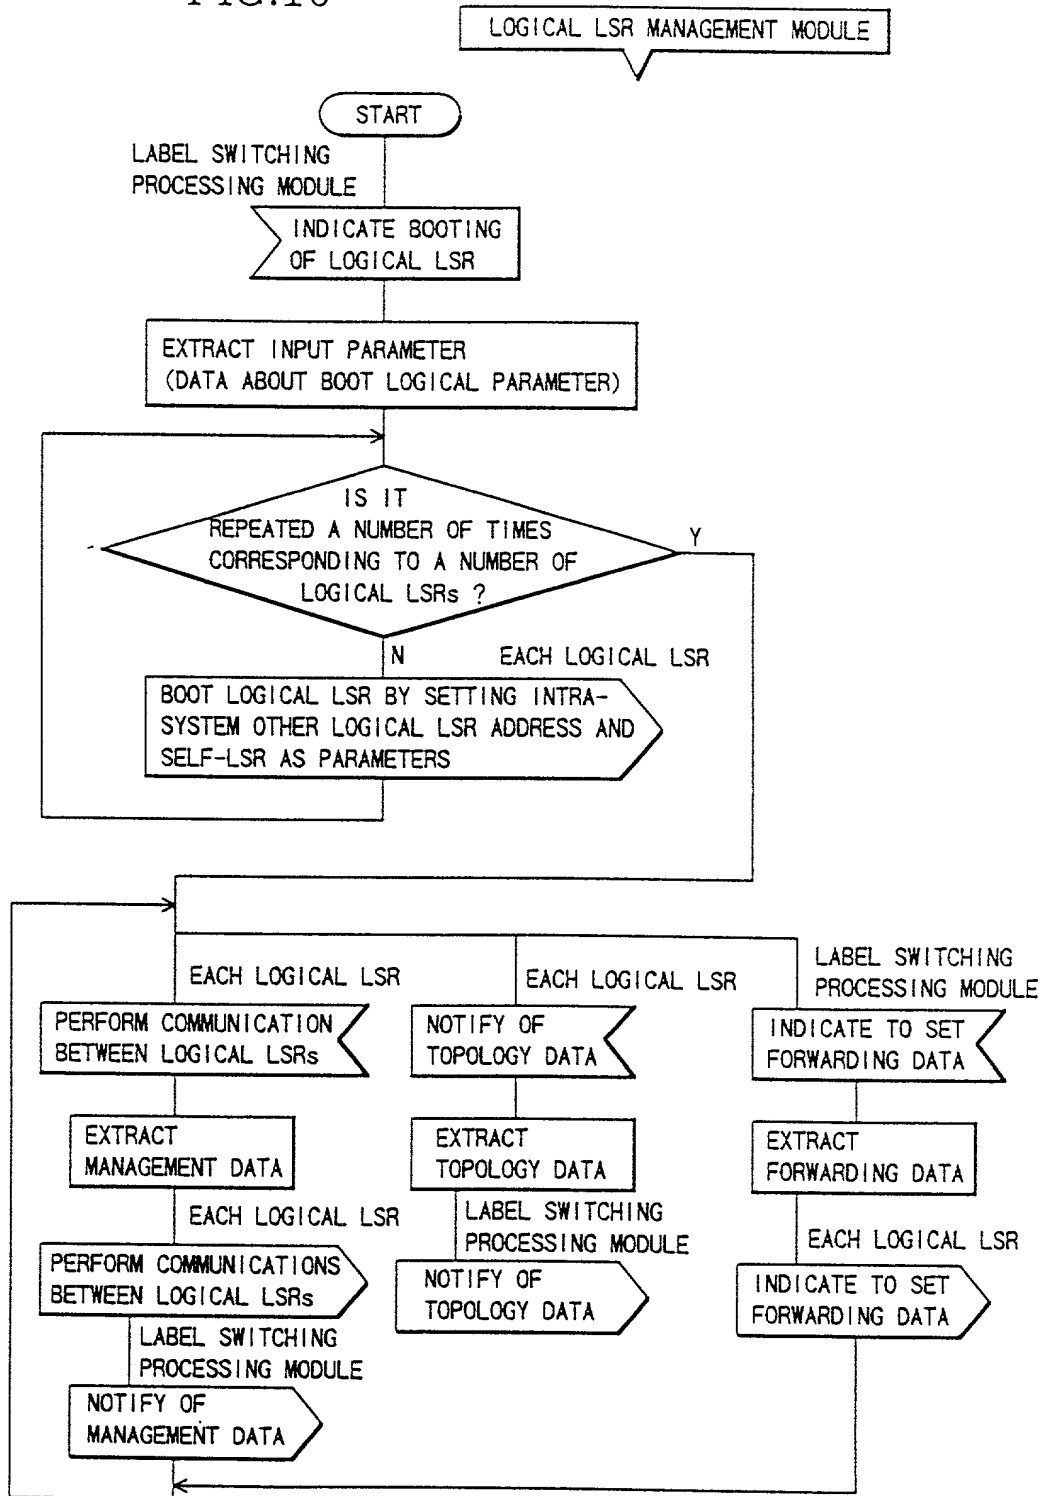 LOGICAL LSR MANAGEMENT MODULE
START
LABEL SWITCHING
PROCESSING MODULE
INDICATE BOOTING
OF LOGICAL LSR
EXTRACT INPUT PARAMETER
(DATA ABOUT BOOT LOGICAL PARAMETER)
IS IT
REPEATED A NUMBER OF TIMES
CORRESPONDING TO A NUMBER OF
LOGICAL LSRs ?
Y
N
EACH LOGICAL LSR
BOOT LOGICAL LSR BY SETTING INTRA-
SYSTEM OTHER LOGICAL LSR ADDRESS AND
SELF-LSR AS PARAMETERS
EACH LOGICAL LSR
PERFORM COMMUNICATION
BETWEEN LOGICAL LSRs
EXTRACT
MANAGEMENT DATA
EACH LOGICAL LSR
PERFORM COMMUNICATIONS
BETWEEN LOGICAL LSRs
LABEL SWITCHING
PROCESSING MODULE
NOTIFY OF
MANAGEMENT DATA
EACH LOGICAL LSR
NOTIFY OF
TOPOLOGY DATA
EXTRACT
TOPOLOGY DATA
LABEL SWITCHING
PROCESSING MODULE
NOTIFY OF
TOPOLOGY DATA
LABEL SWITCHING
PROCESSING MODULE
INDICATE TO SET
FORWARDING DATA
EXTRACT
FORWARDING DATA
EACH LOGICAL LSR
INDICATE TO SET
FORWARDING DATA